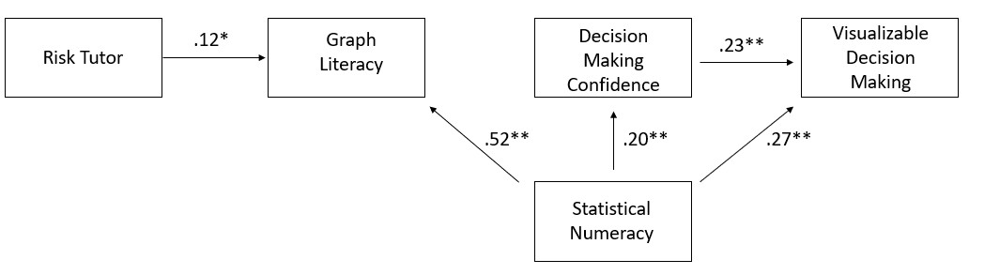 Risk Tutor
.12*
Graph
Literacy
Decision
Making
Confidence
.23**
Visualizable
Decision
Making
.52**
.20**
.27**
Statistical
Numeracy